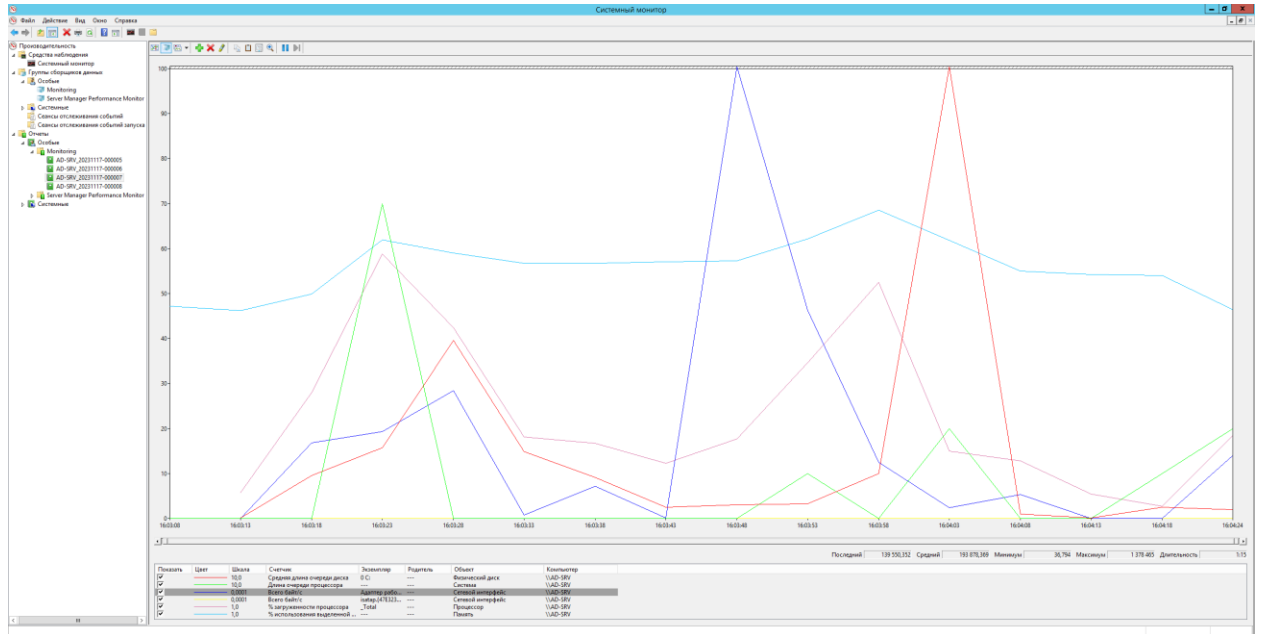 Системный монитор
Файл Действие Вид Окно Справка
Производительность
Средства наблюдения
Системный монитор
Группы сборщиков данных
Особые
Monitoring
Server Manager Performance Monitor
Системные
Сеансы отслеживания событий
Сеансы отслеживания событий запуска
Отчеты
Особые
Monitoring
AD-SRV_20231117-000005
AD-SRV_20231117-000006
AD-SRV_20231117-000007
AD-SRV_20231117-000008
Server Manager Performance Monitor
Системные
100
90
80
70
60
50
40
30
20
10
0
16:03:08 16:03:13 16:03:18 16:03:23 16:03:28 16:03:33 16:03:38 16:03:43 16:03:48 16:03:53 16:03:58 16:04:03 16:04:08 16:04:13 16:04:18 16:04:24
Последний 139 550,352 Средний 193 878,369 Минимум 36,794 Максимум 1 378 465 Длительность 1:15
Показать Цвет Шкала Счетчик Экземпляр Родитель Объект Компьютер
10,0 Средняя длина очереди диска 0 C: ---- Физический диск \\AD-SRV
10,0 Длина очереди процессора ---- ---- Система \\AD-SRV
0,0001 Всего байт/с Адаптер рабо... ---- Сетевой интерфейс \\AD-SRV
0,0001 Всего байт/с ---- Сетевой интерфейс \\AD-SRV
1,0 % загруженности процессора _Total ---- Процессор \\AD-SRV
1,0 % использования выделенной ... ---- ---- Память \\AD-SRV